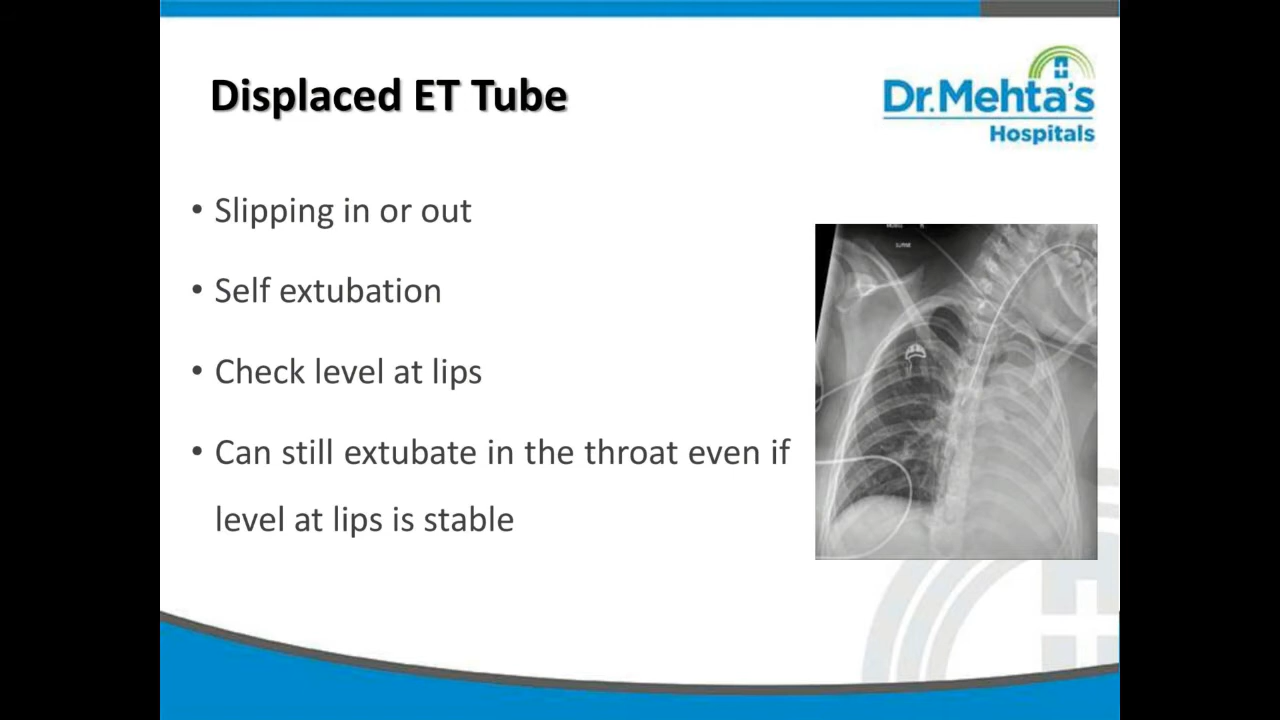 Displaced ET Tube
Dr.Mehta's
Hospitals
• Slipping in or out
• Self extubation
• Check level at lips
• Can still extubate in the throat even if
level at lips is stable
SUPINE